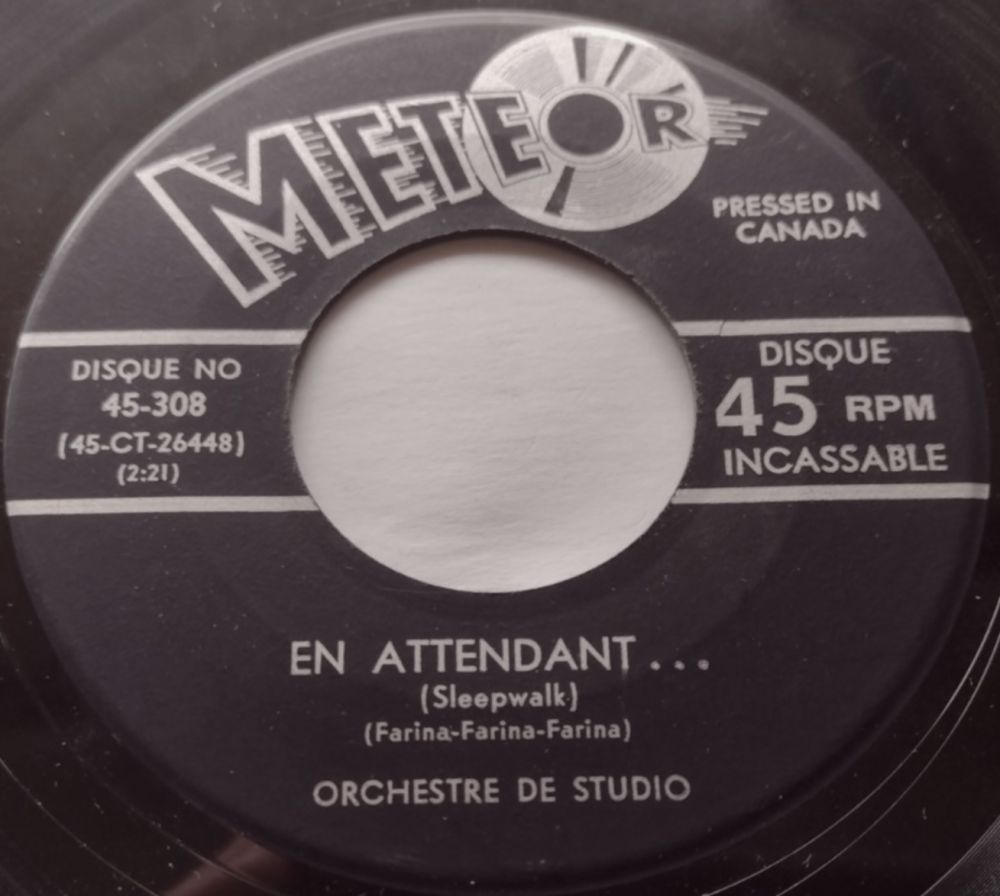 METEOR
PRESSED IN
CANADA
DISQUE NO
45-308
(45-CT-26448)
(2:21)
DISQUE
45 RPM
INCASSABLE
EN ATTENDANT...
(Sleepwalk)
(Farina-Farina-Farina)
ORCHESTRE DE STUDIO